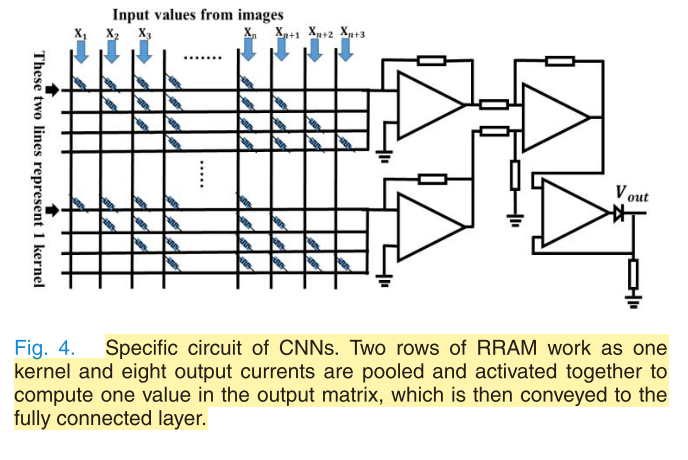 Input values from images
X1 X2 X3 ....... Xn Xn+1 Xn+2 Xn+3
These two lines represent 1 kernel
Vout
Fig. 4. Specific circuit of CNNs. Two rows of RRAM work as one
kernel and eight output currents are pooled and activated together to
compute one value in the output matrix, which is then conveyed to the
fully connected layer.